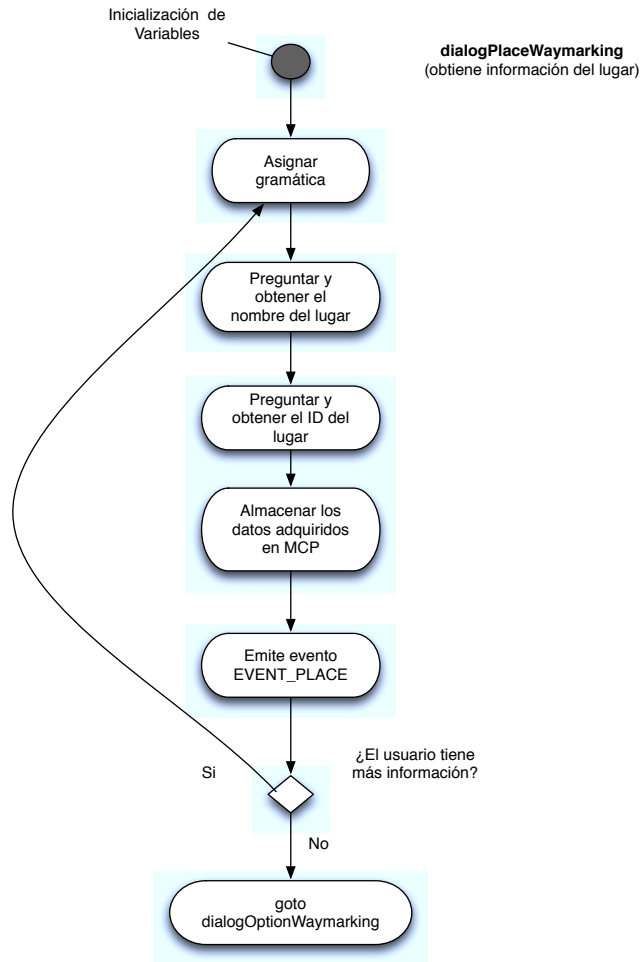 Inicialización de
Variables
dialogPlaceWaymarking
(obtiene información del lugar)
Asignar
gramática
Preguntar y
obtener el
nombre del lugar
Preguntar y
obtener el ID del
lugar
Almacenar los
datos adquiridos
en MCP
Emite evento
EVENT_PLACE
¿El usuario tiene
más información?
Si
No
goto
dialogOptionWaymarking